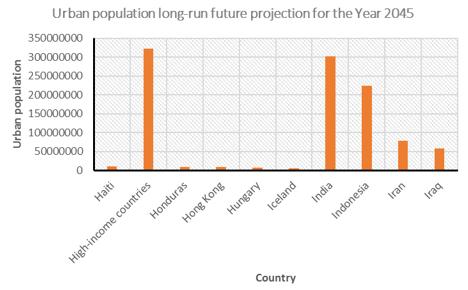 Urban population long-run future projection for the Year 2045
Urban population
350000000
300000000
250000000
200000000
150000000
100000000
50000000
0
Haiti
High-income countries
Honduras
Hong Kong
Hungary
Iceland
India
Indonesia
Iran
Iraq
Country